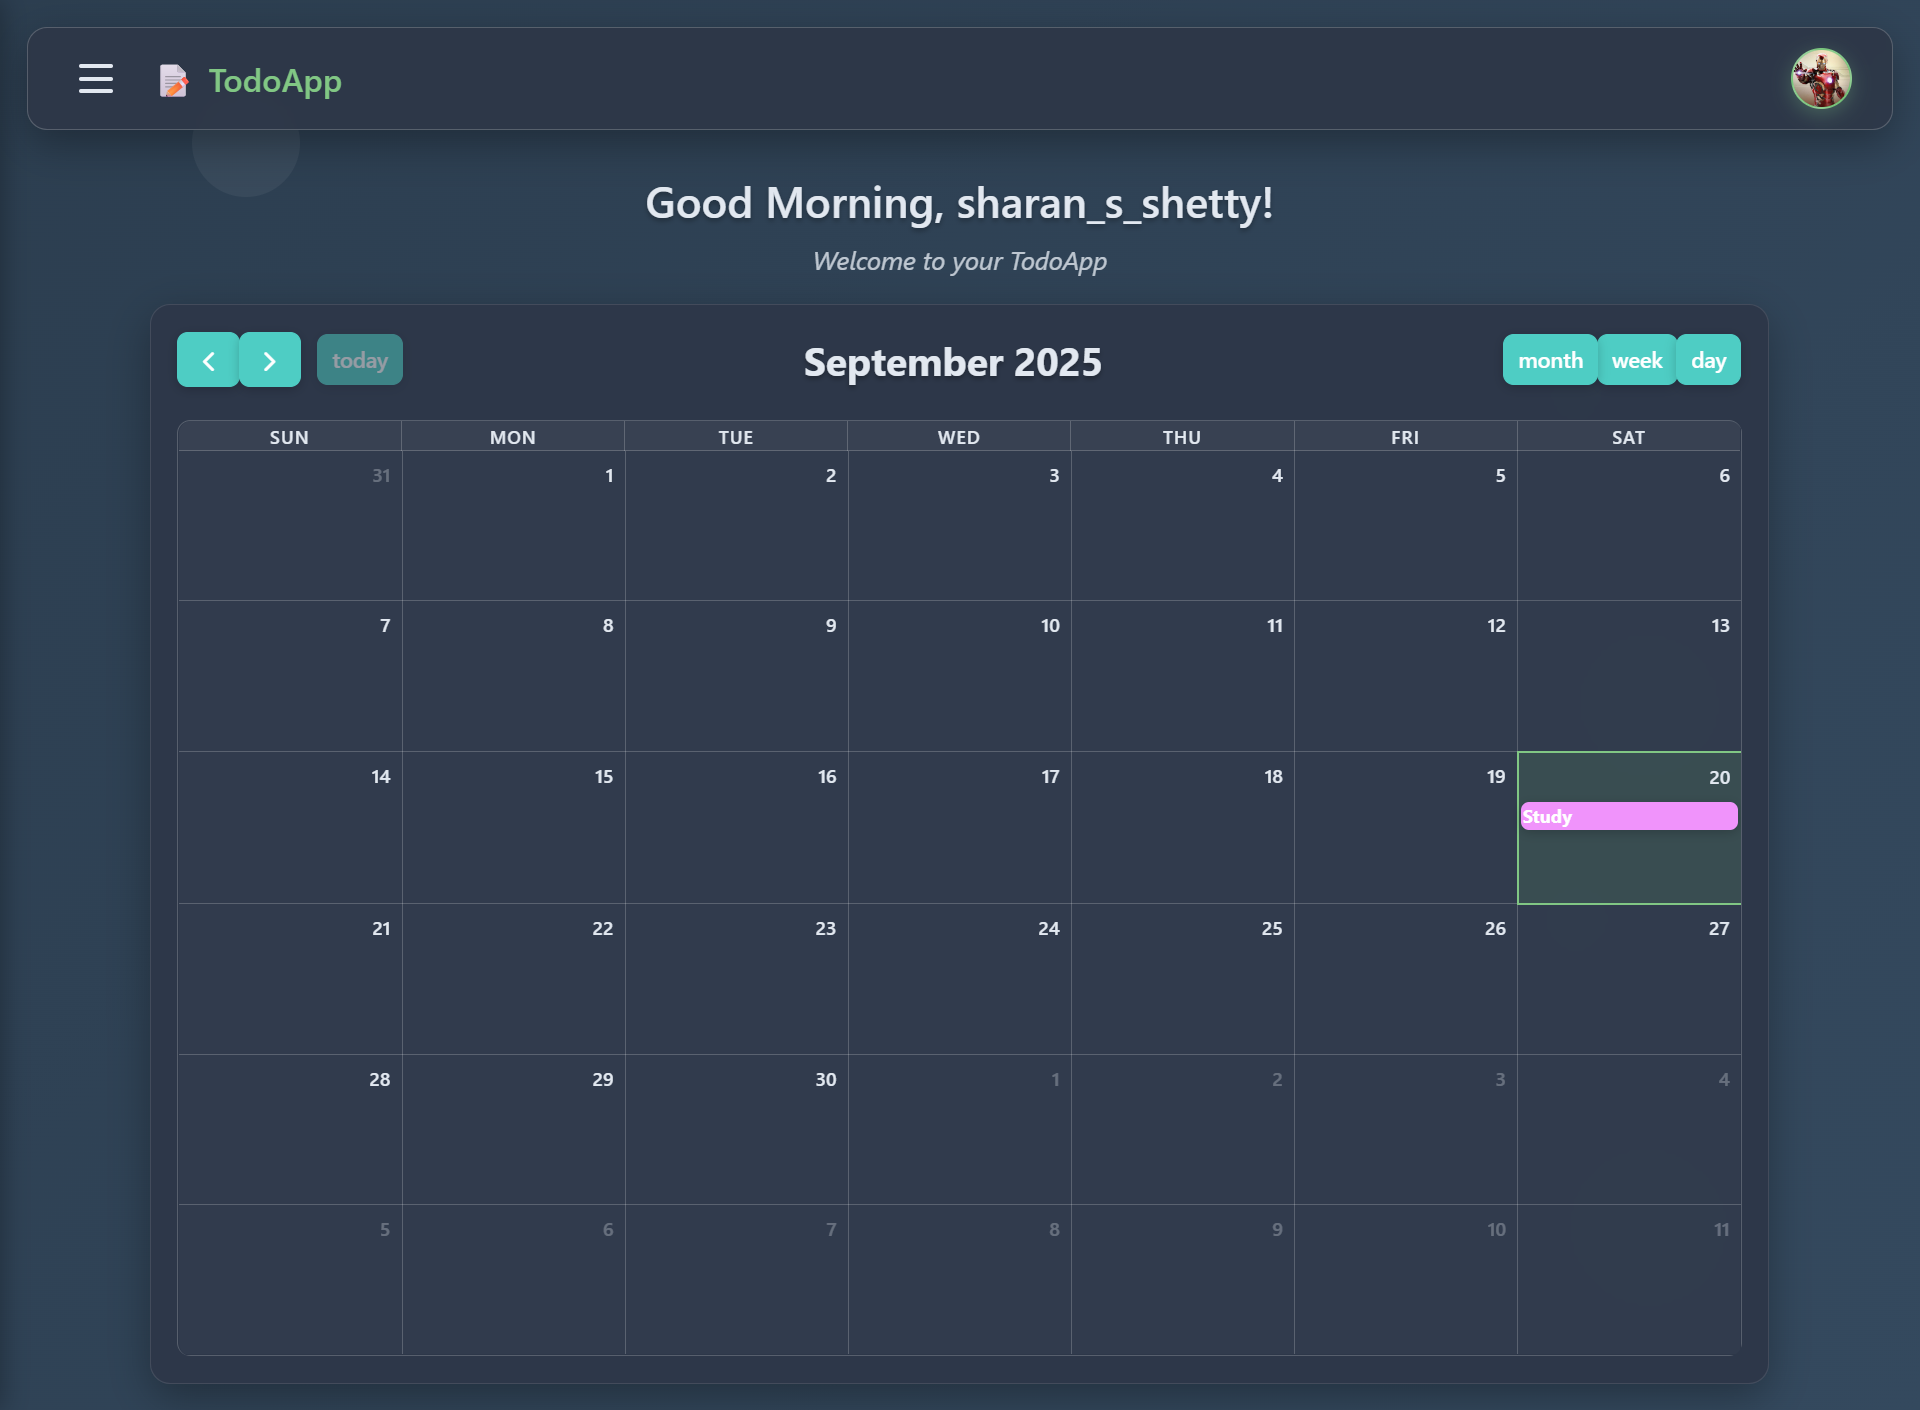 TodoApp
Good Morning, sharan_s_shetty!
Welcome to your TodoApp
today
September 2025
month week day
SUN MON TUE WED THU FRI SAT
31 1 2 3 4 5 6
7 8 9 10 11 12 13
14 15 16 17 18 19 20
Study
21 22 23 24 25 26 27
28 29 30 1 2 3 4
5 6 7 8 9 10 11